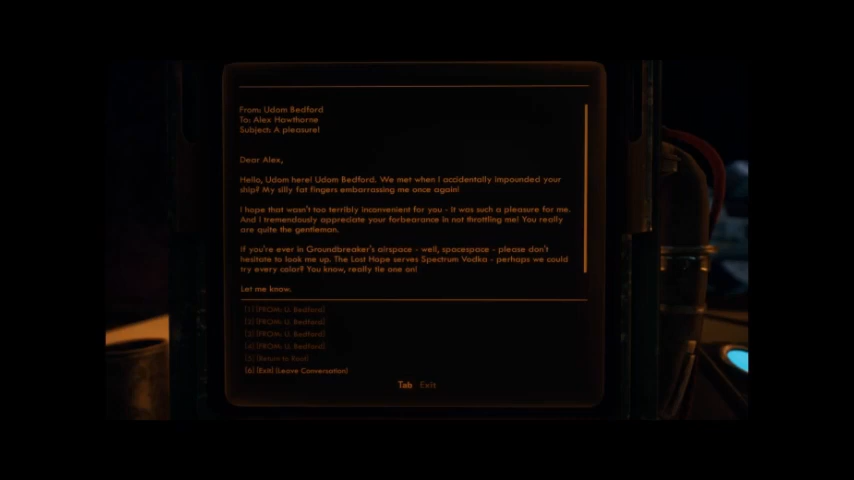 From: Udom Bedford
To: Alex Hawthorne
Subject: A pleasure!
Dear Alex,
Hello, Udom here! Udom Bedford. We met when I accidentally impounded your
ship? My silly fat fingers embarrassing me once again!
I hope that wasn't too terribly inconvenient for you - it was such a pleasure for me.
And I tremendously appreciate your forbearance in not throttling me! You really
are quite the gentleman.
If you're ever in Groundbreaker's airspace - well, spacespace - please don't
hesitate to look me up. The Lost Hope serves Spectrum Vodka - perhaps we could
try every color? You know, really tie one on!
Let me know.
[1] [FROM: U. Bedford]
[2] [FROM: U. Bedford]
[3] [FROM: U. Bedford]
[4] [FROM: U. Bedford]
[5] [Return to Root]
[6] [Exit] [Leave Conversation]
Tab Exit